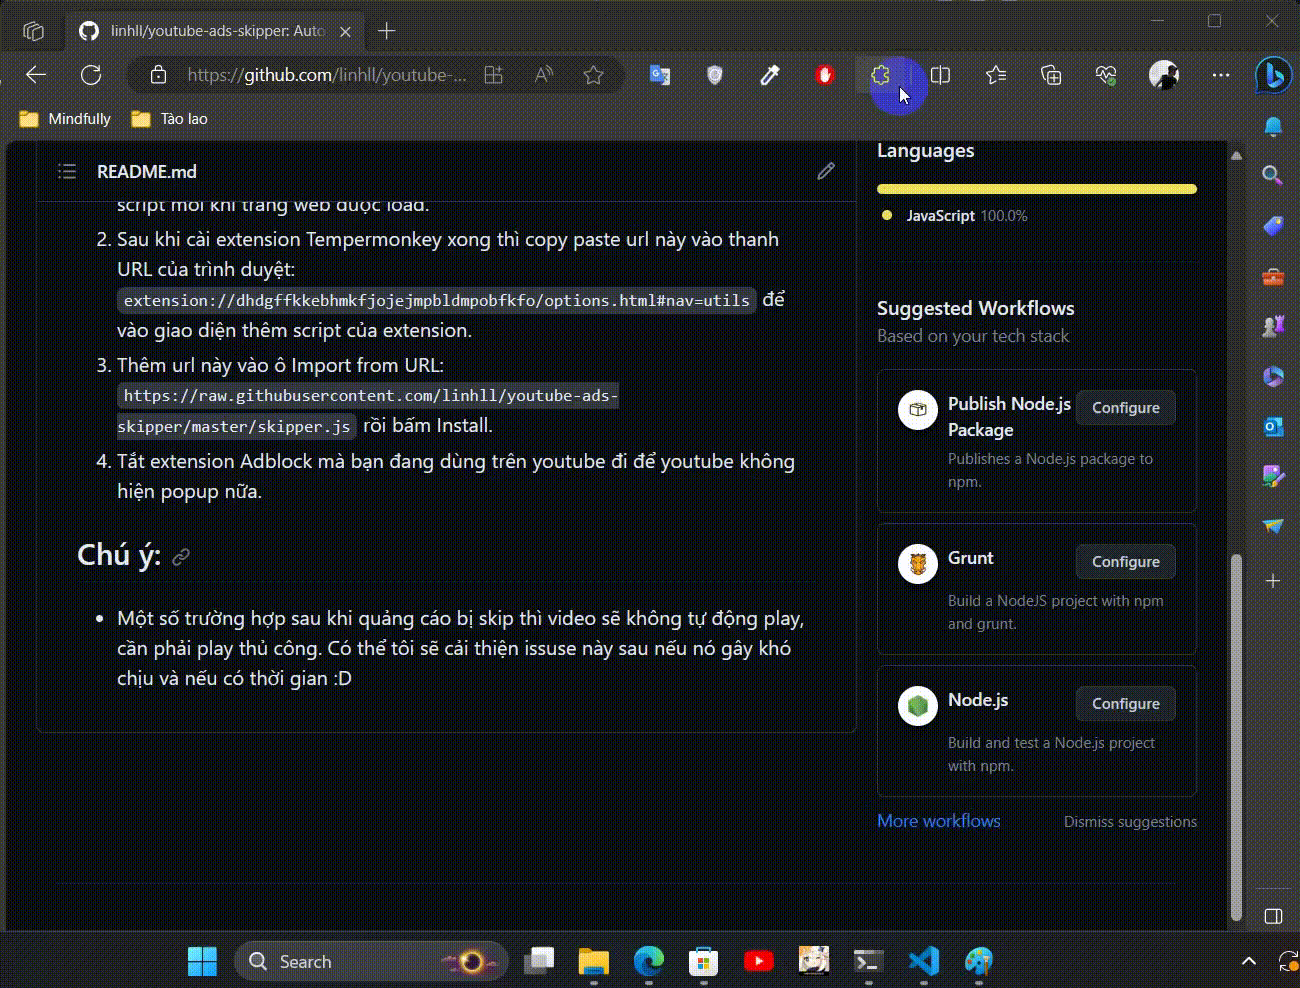 linhll/youtube-ads-skipper: Auto
https://github.com/linhll/youtube-...
Mindfully
Tào lao
README.md
script mỗi khi trang web được load.
2. Sau khi cài extension Tempermonkey xong thì copy paste url này vào thanh
URL của trình duyệt:
extension://dhdgffkkebhmkfjojejmpbldmpobfkfo/options.html#nav=utils để
vào giao diện thêm script của extension.
3. Thêm url này vào ô Import from URL:
https://raw.githubusercontent.com/linhll/youtube-ads-
skipper/master/skipper.js rồi bấm Install.
4. Tắt extension Adblock mà bạn đang dùng trên youtube đi để youtube không
hiện popup nữa.
Chú ý:
Một số trường hợp sau khi quảng cáo bị skip thì video sẽ không tự động play,
cần phải play thủ công. Có thể tôi sẽ cải thiện issuse này sau nếu nó gây khó
chịu và nếu có thời gian :D
Languages
JavaScript 100.0%
Suggested Workflows
Based on your tech stack
Publish Node.js
Package
Configure
Publishes a Node.js package to
npm.
Grunt
Configure
Build a NodeJS project with npm
and grunt.
Node.js
Configure
Build and test a Node.js project
with npm.
More workflows
Dismiss suggestions
Search